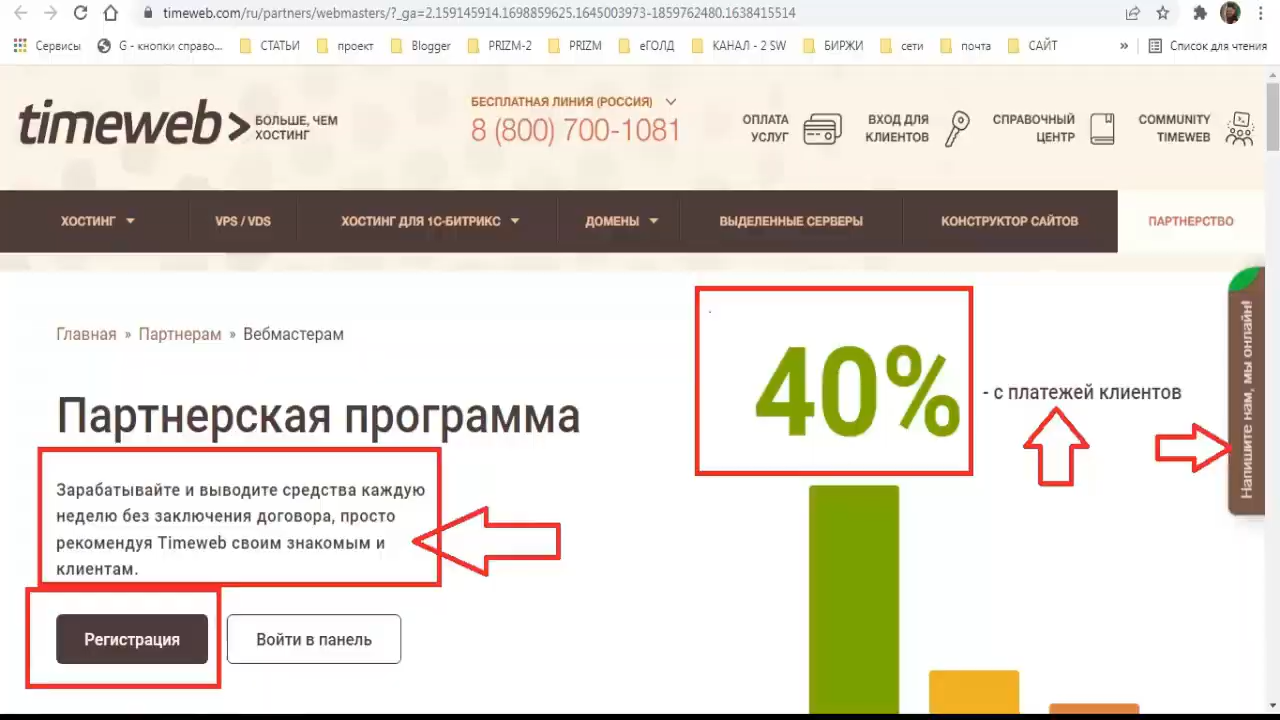 timeweb.com/ru/partners/webmasters/?_ga=2.159145914.1698859625.1645003973-1859762480.1638415514
Сервисы G - кнопки справо... СТАТЬИ проект Blogger PRIZM-2 PRIZM еГОЛД КАНАЛ - 2 SW БИРЖИ сети почта САЙТ » Список для чтения
timeweb> БОЛЬШЕ, ЧЕМ
ХОСТИНГ
БЕСПЛАТНАЯ ЛИНИЯ (РОССИЯ)
8 (800) 700-1081
ОПЛАТА
УСЛУГ
ВХОД ДЛЯ
КЛИЕНТОВ
СПРАВОЧНЫЙ
ЦЕНТР
COMMUNITY
TIMEWEB
ХОСТИНГ VPS / VDS ХОСТИНГ ДЛЯ 1С-БИТРИКС ДОМЕНЫ ВЫДЕЛЕННЫЕ СЕРВЕРЫ КОНСТРУКТОР САЙТОВ ПАРТНЕРСТВО
Главная » Партнерам » Вебмастерам
Партнерская программа
Зарабатывайте и выводите средства каждую
неделю без заключения договора, просто
рекомендуя Timeweb своим знакомым и
клиентам.
Регистрация Войти в панель
40% - с платежей клиентов
Напишите нам, мы онлайн!